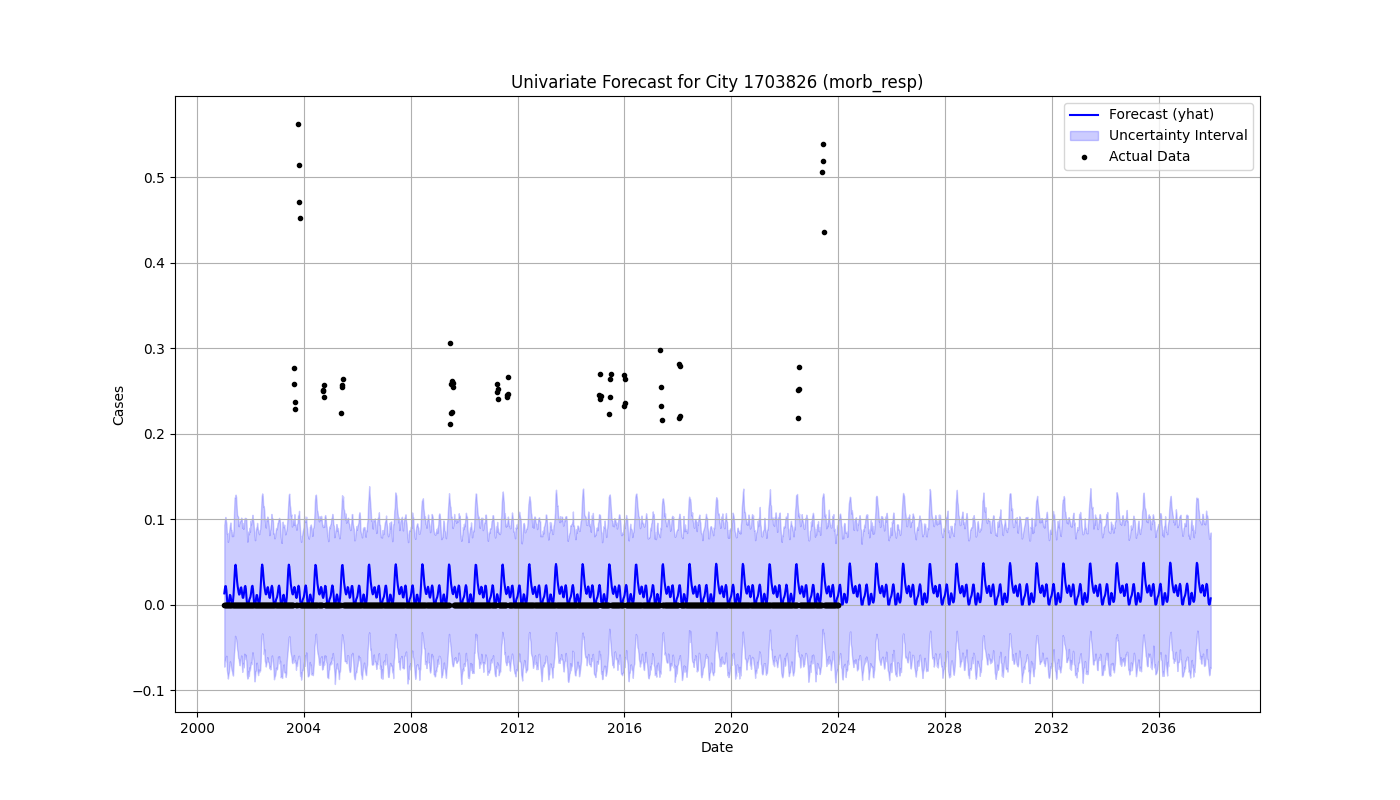 Univariate Forecast for City 1703826 (morb_resp)
Forecast (yhat)
Uncertainty Interval
Actual Data
Cases
0.5
0.4
0.3
0.2
0.1
0.0
−0.1
2000 2004 2008 2012 2016 2020 2024 2028 2032 2036
Date